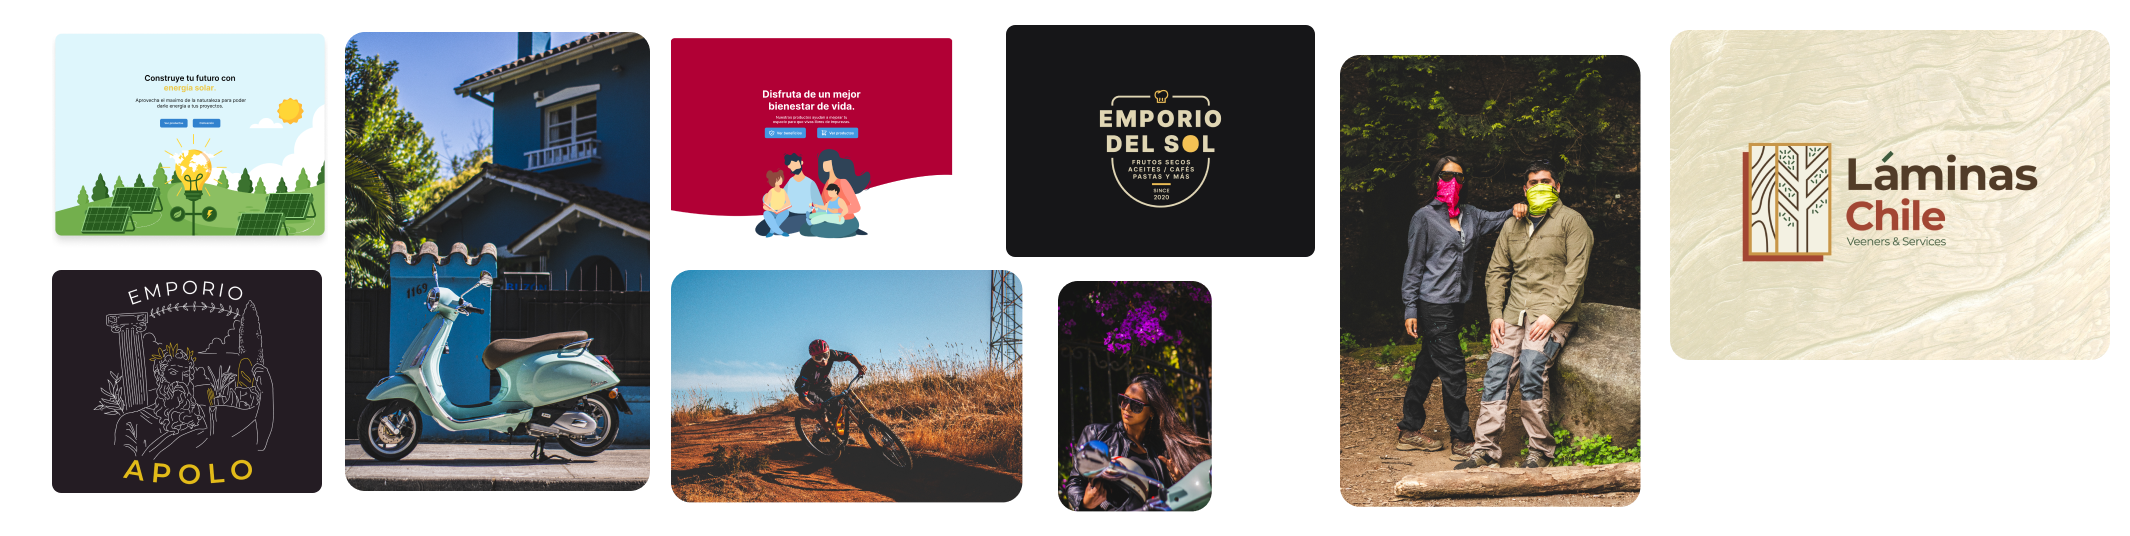 Construye tu futuro con
energía solar.
Aprovecha el maximo de la naturaleza para poder
darle energía a tus proyectos.
Ver productos
EMPORIO
APOLO
1169
Disfruta de un mejor
bienestar de vida.
Nuestros productos ayudan a mejorar tu
espacio para que vivas libres de impurezas.
Ver beneficios
Ver productos
EMPORIO
DEL SOL
FRUTOS SECOS
ACEITES / CAFÉS
PASTAS Y MÁS
SINCE
2020
Láminas
Chile
Veeners & Services